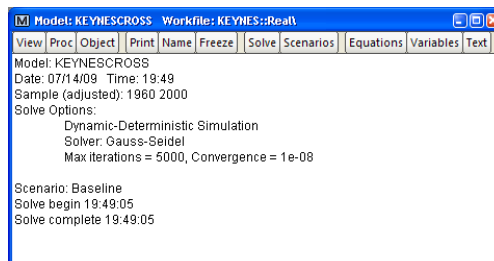 Model: KEYNESCROSS Workfile: KEYNES::Real\
View Proc Object Print Name Freeze Solve Scenarios Equations Variables Text
Model: KEYNESCROSS
Date: 07/14/09 Time: 19:49
Sample (adjusted): 1960 2000
Solve Options:
Dynamic-Deterministic Simulation
Solver: Gauss-Seidel
Max iterations = 5000, Convergence = 1e-08
Scenario: Baseline
Solve begin 19:49:05
Solve complete 19:49:05